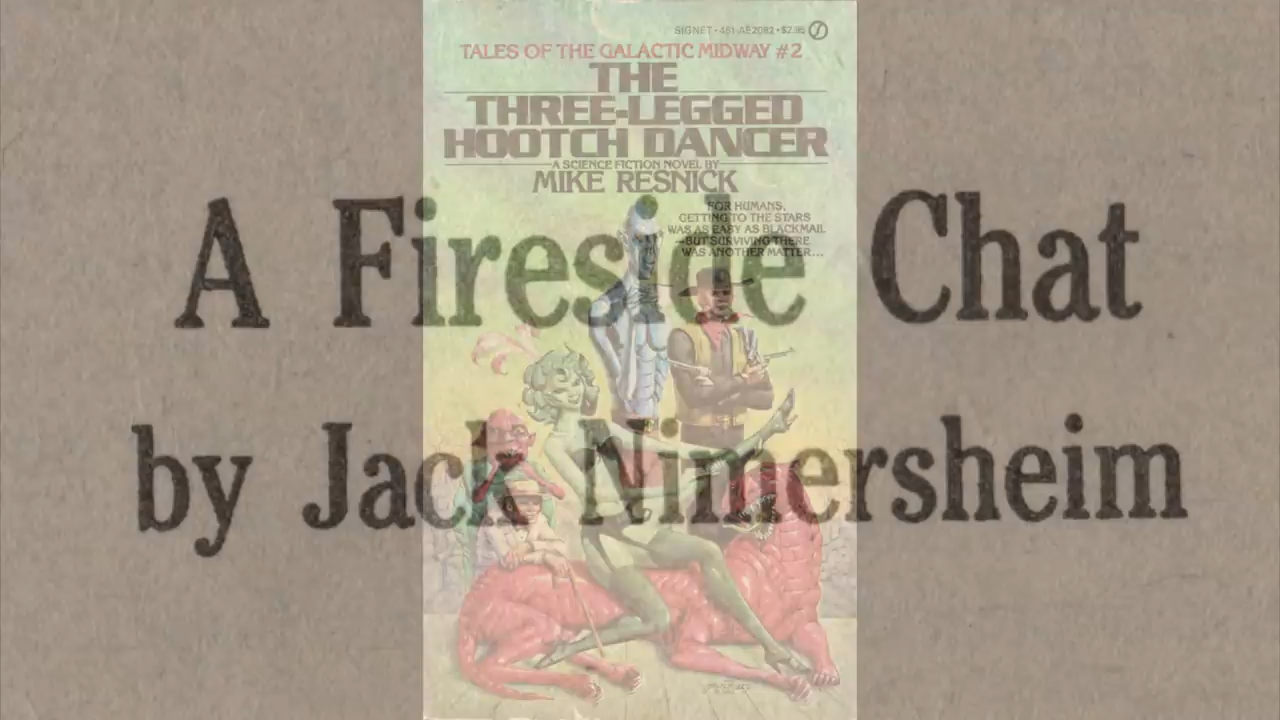 SIGNET • 451-AE2082 • $2.95
TALES OF THE GALACTIC MIDWAY #2
THE
THREE-LEGGED
HOOTCH DANCER
A SCIENCE FICTION NOVEL BY
MIKE RESNICK
FOR HUMANS,
GETTING TO THE STARS
WAS AS EASY AS BLACKMAIL
—BUT SURVIVING THERE
WAS ANOTHER MATTER...
A Fireside Chat
by Jack Nimersheim